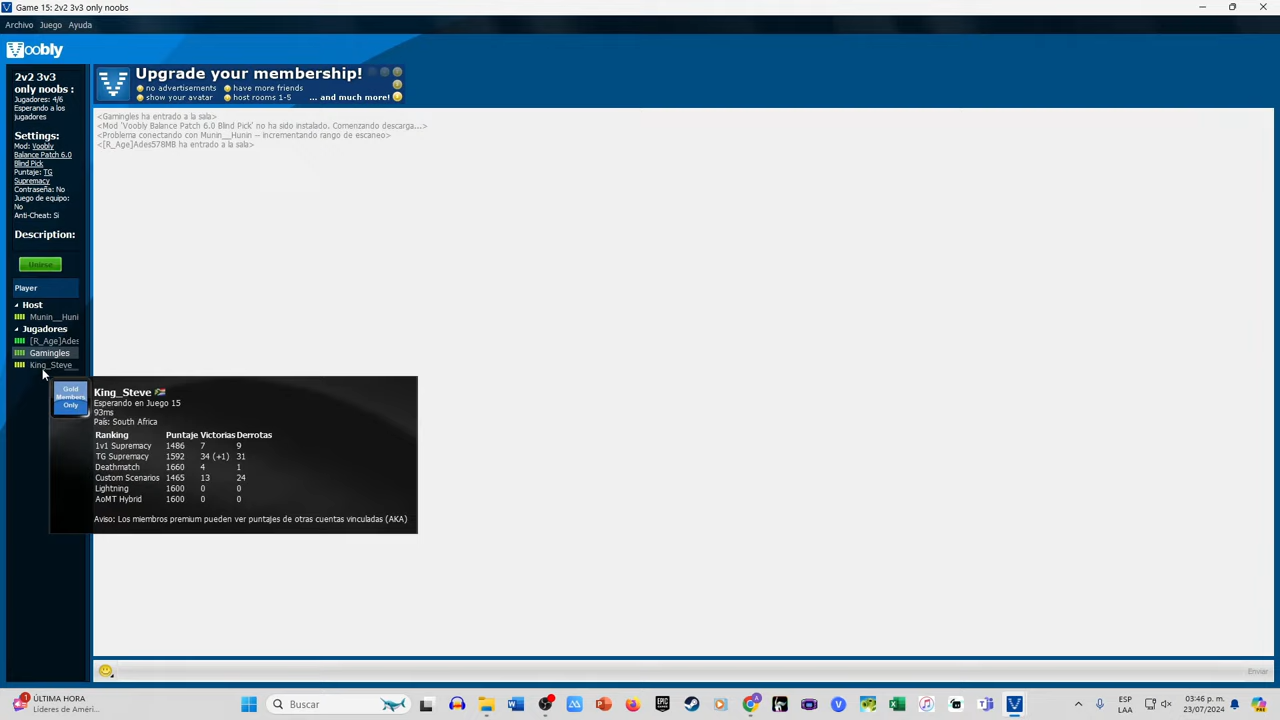 Game 15: 2v2 3v3 only noobs
Archivo Juego Ayuda
Voobly
2v2 3v3
only noobs :
Jugadores: 4/6
Esperando a los
jugadores
Settings:
Mod: Voobly
Balance Patch 6.0
Blind Pick
Puntaje: TG
Supremacy
Contraseña: No
Juego de equipo:
No
Anti-Cheat: Si
Description:
Unirse
Player
Host
Munin__Huni
Jugadores
[R_Age]Ades
Gamingles
King_Steve
Upgrade your membership!
no advertisements have more friends
show your avatar host rooms 1-5 ... and much more!
<Gamingles ha entrado a la sala>
<Mod 'Voobly Balance Patch 6.0 Blind Pick' no ha sido instalado. Comenzando descarga...>
<Problema conectando con Munin__Hunin -- incrementando rango de escaneo>
<[R_Age]Ades578MB ha entrado a la sala>
Gold
Members
Only
King_Steve
Esperando en Juego 15
93ms
País: South Africa
Ranking Puntaje Victorias Derrotas
1v1 Supremacy 1486 7 9
TG Supremacy 1592 34 (+1) 31
Deathmatch 1660 4 1
Custom Scenarios 1465 13 24
Lightning 1600 0 0
AoMT Hybrid 1600 0 0
Aviso: Los miembros premium pueden ver puntajes de otras cuentas vinculadas (AKA)
Enviar
1
ÚLTIMA HORA
Líderes de Améri...
Buscar
ESP
LAA
03:46 p. m.
23/07/2024